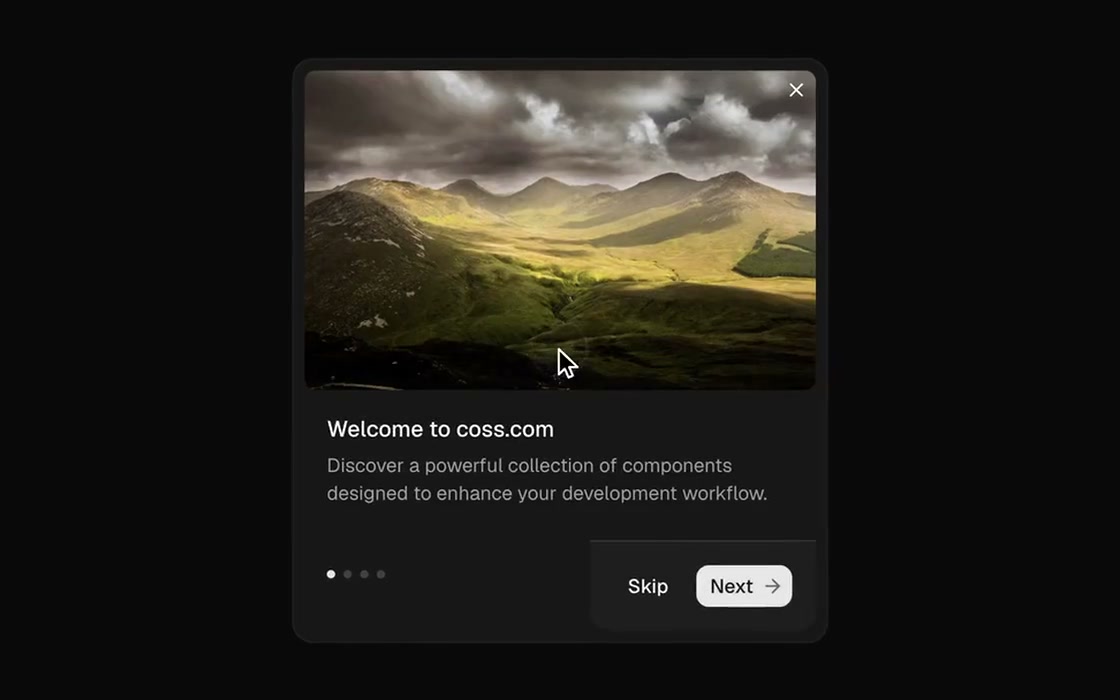 Welcome to coss.com
Discover a powerful collection of components
designed to enhance your development workflow.
Skip
Next